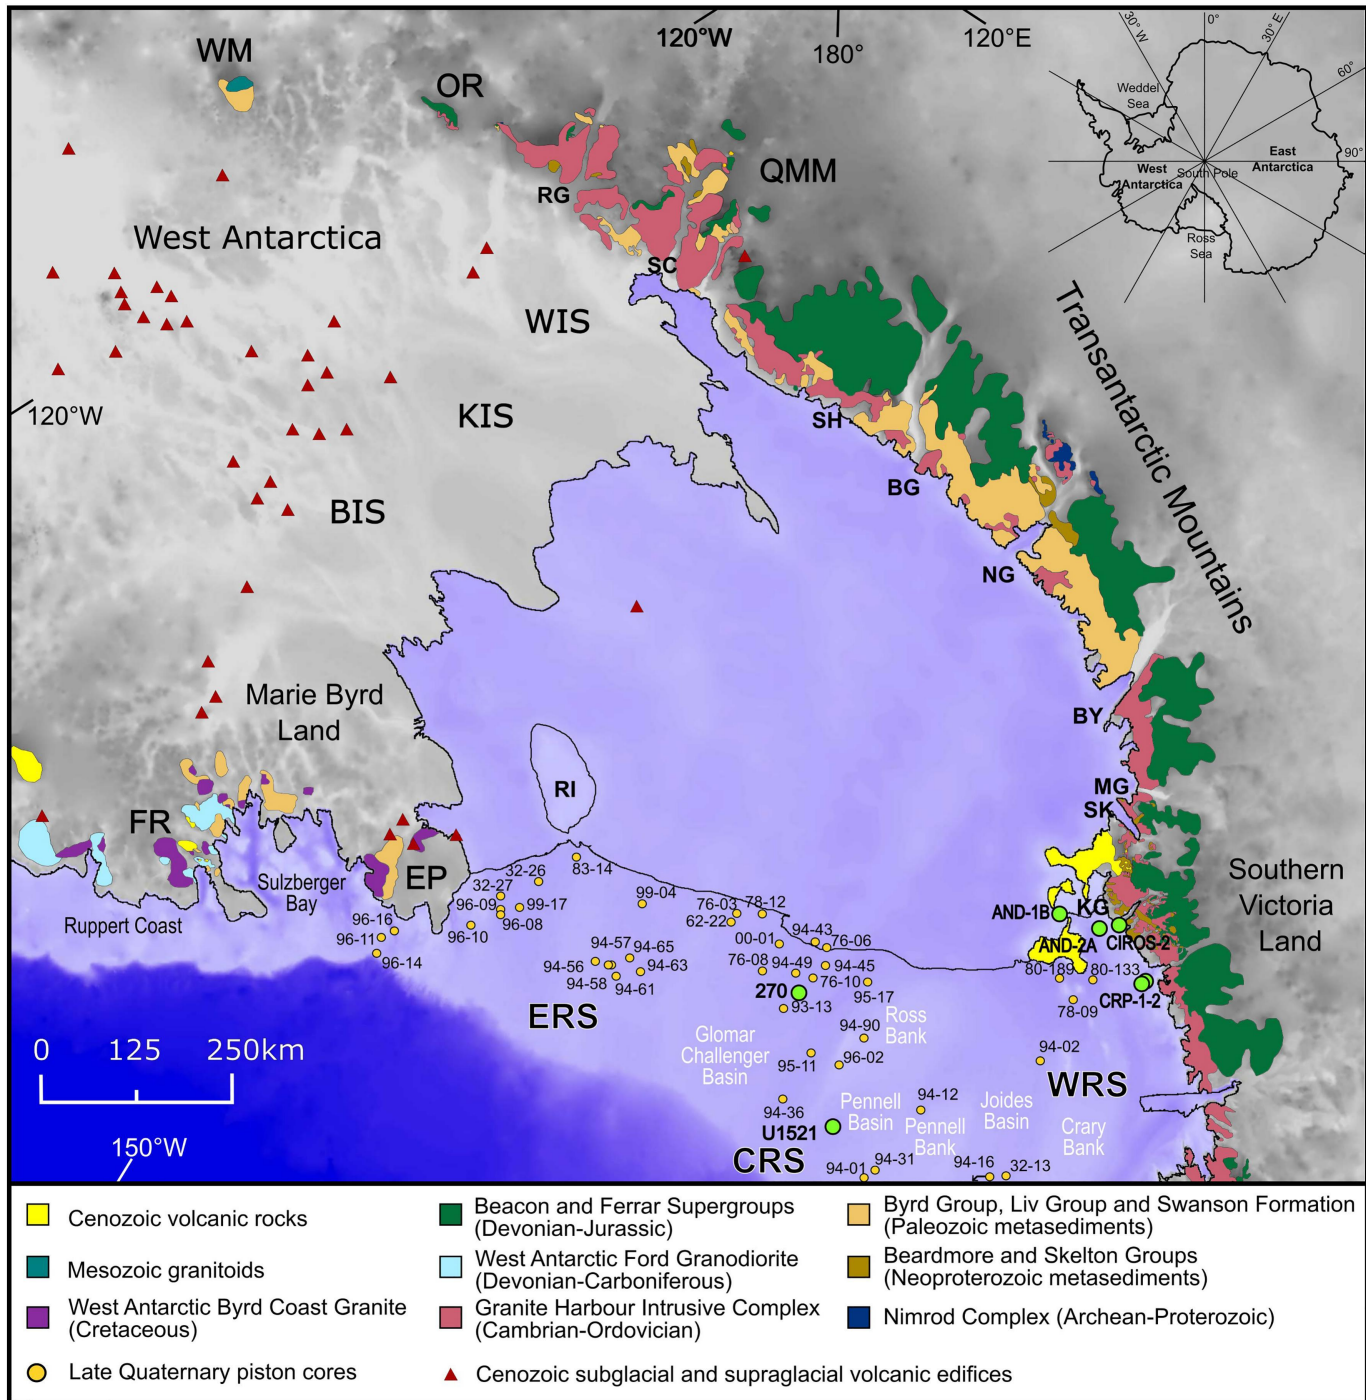 120°W
180°
120°E
30° W
0°
30° E
60°
90°
Weddel
Sea
East
Antarctica
West
Antarctica
South Pole
Ross
Sea
WM
OR
QMM
RG
SC
West Antarctica
WIS
KIS
BIS
SH
BG
NG
BY
MG
SK
KG
Transantarctic Mountains
120°W
Marie Byrd
Land
RI
FR
EP
Sulzberger
Bay
Ruppert Coast
Southern
Victoria
Land
AND-1B
AND-2A
CIROS-2
CRP-1-2
80-189
80-133
78-09
83-14
32-26
32-27
96-09
99-17
96-08
96-10
96-16
96-11
96-14
99-04
76-03
78-12
62-22
00-01
94-43
76-06
94-57
94-65
94-56
94-63
94-58
94-61
76-08
94-49
94-45
76-10
95-17
270
93-13
ERS
Glomar
Challenger
Basin
Ross
Bank
94-90
95-11
96-02
94-02
WRS
94-36
U1521
CRS
Pennell
Basin
94-12
Pennell
Bank
Joides
Basin
Crary
Bank
94-01
94-31
94-16
32-13
0 125 250km
150°W
Cenozoic volcanic rocks
Mesozoic granitoids
West Antarctic Byrd Coast Granite
(Cretaceous)
Late Quaternary piston cores
Beacon and Ferrar Supergroups
(Devonian-Jurassic)
West Antarctic Ford Granodiorite
(Devonian-Carboniferous)
Granite Harbour Intrusive Complex
(Cambrian-Ordovician)
Cenozoic subglacial and supraglacial volcanic edifices
Byrd Group, Liv Group and Swanson Formation
(Paleozoic metasediments)
Beardmore and Skelton Groups
(Neoproterozoic metasediments)
Nimrod Complex (Archean-Proterozoic)